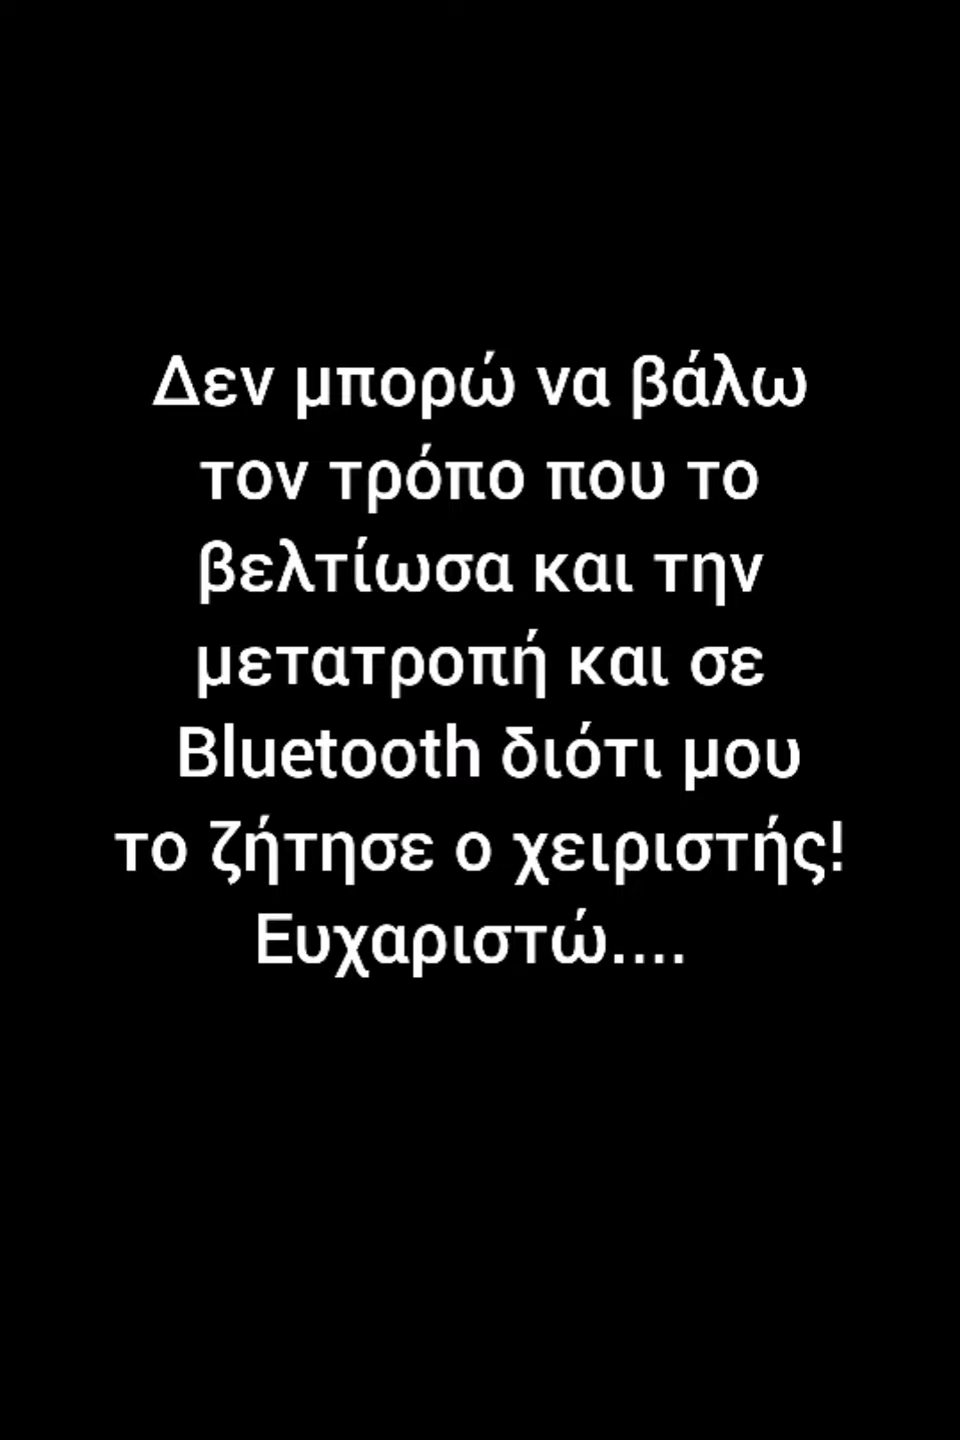 Δεν μπορώ να βάλω
τον τρόπο που το
βελτίωσα και την
μετατροπή και σε
Bluetooth διότι μου
το ζήτησε ο χειριστής!
Ευχαριστώ....